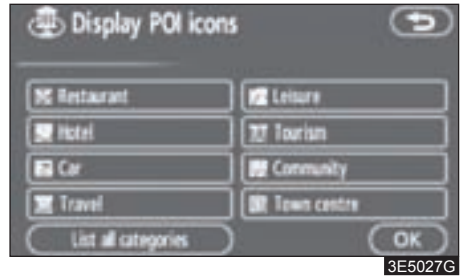 Display POI icons
Restaurant
Leisure
Hotel
Tourism
Car
Community
Travel
Town centre
List all categories
OK
3E5027G